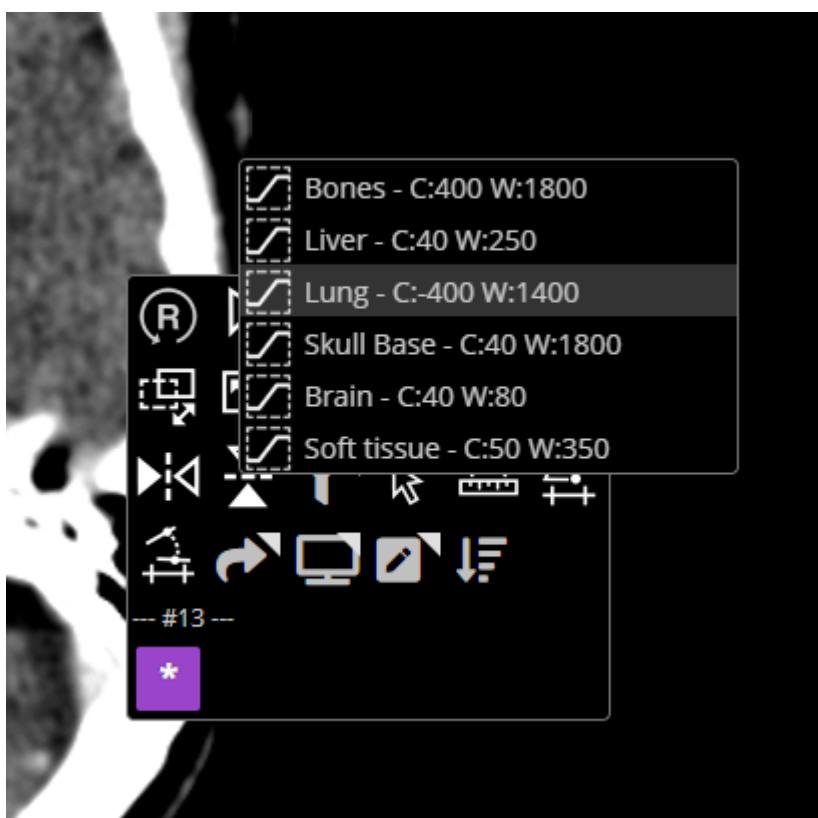 Bones - C:400 W:1800
Liver - C:40 W:250
Lung - C:-400 W:1400
Skull Base - C:40 W:1800
Brain - C:40 W:80
Soft tissue - C:50 W:350
R
--- #13 ---
*